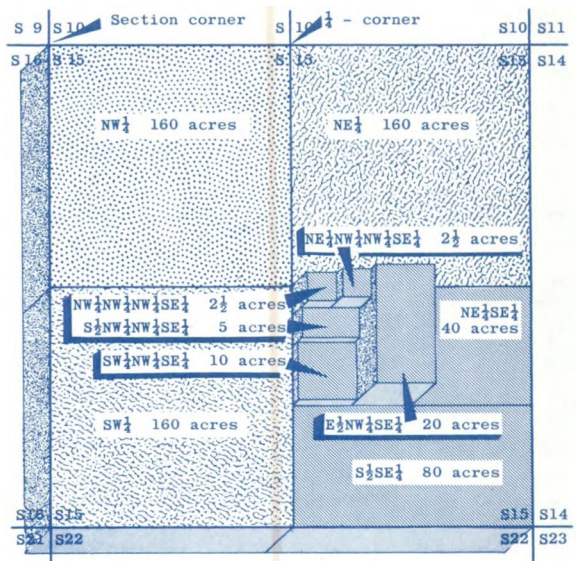 Section corner
¼ - corner
S 9 S10 S 10 S10 S11
S 16 S 15 S 15 S15 S14
NW¼ 160 acres NE¼ 160 acres
NE¼NW¼NW¼SE¼ 2½ acres
NW¼NW¼NW¼SE¼ 2½ acres
S½NW¼NW¼SE¼ 5 acres
SW¼NW¼SE¼ 10 acres
NE¼SE¼
40 acres
SW¼ 160 acres
E½NW¼SE¼ 20 acres
S½SE¼ 80 acres
S16 S15 S15 S14
S21 S22 S22 S23